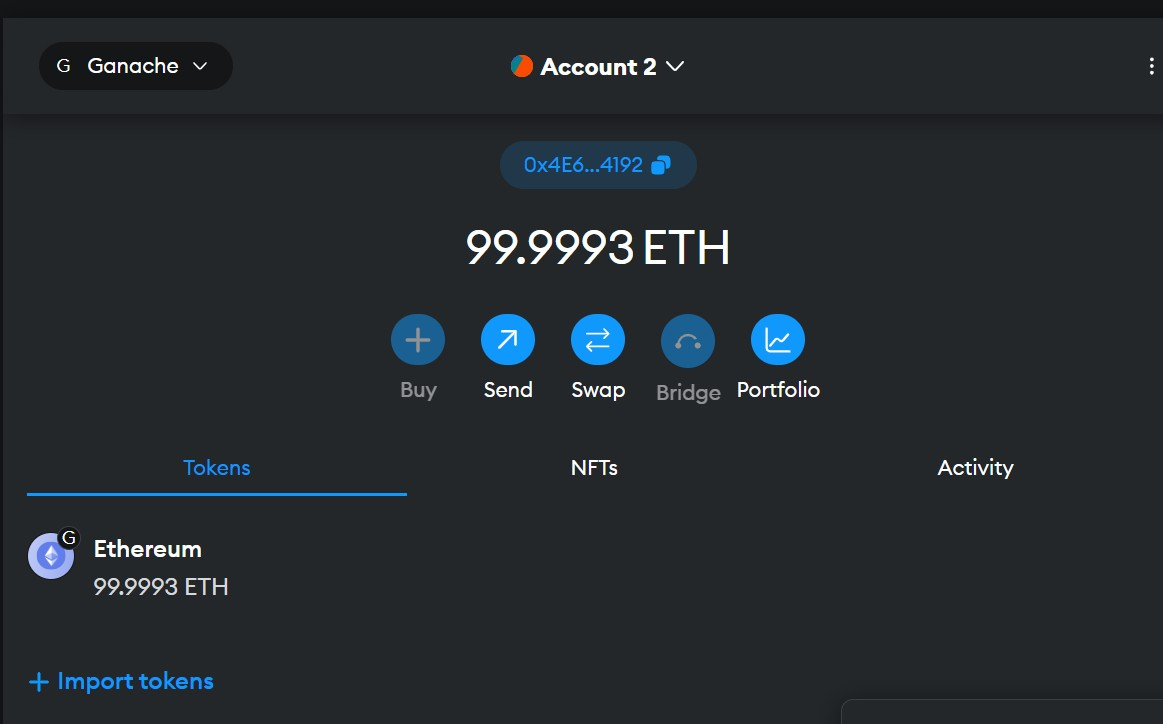 G Ganache
Account 2
0x4E6...4192
99.9993 ETH
Buy Send Swap Bridge Portfolio
Tokens NFTs Activity
G
Ethereum
99.9993 ETH
+ Import tokens